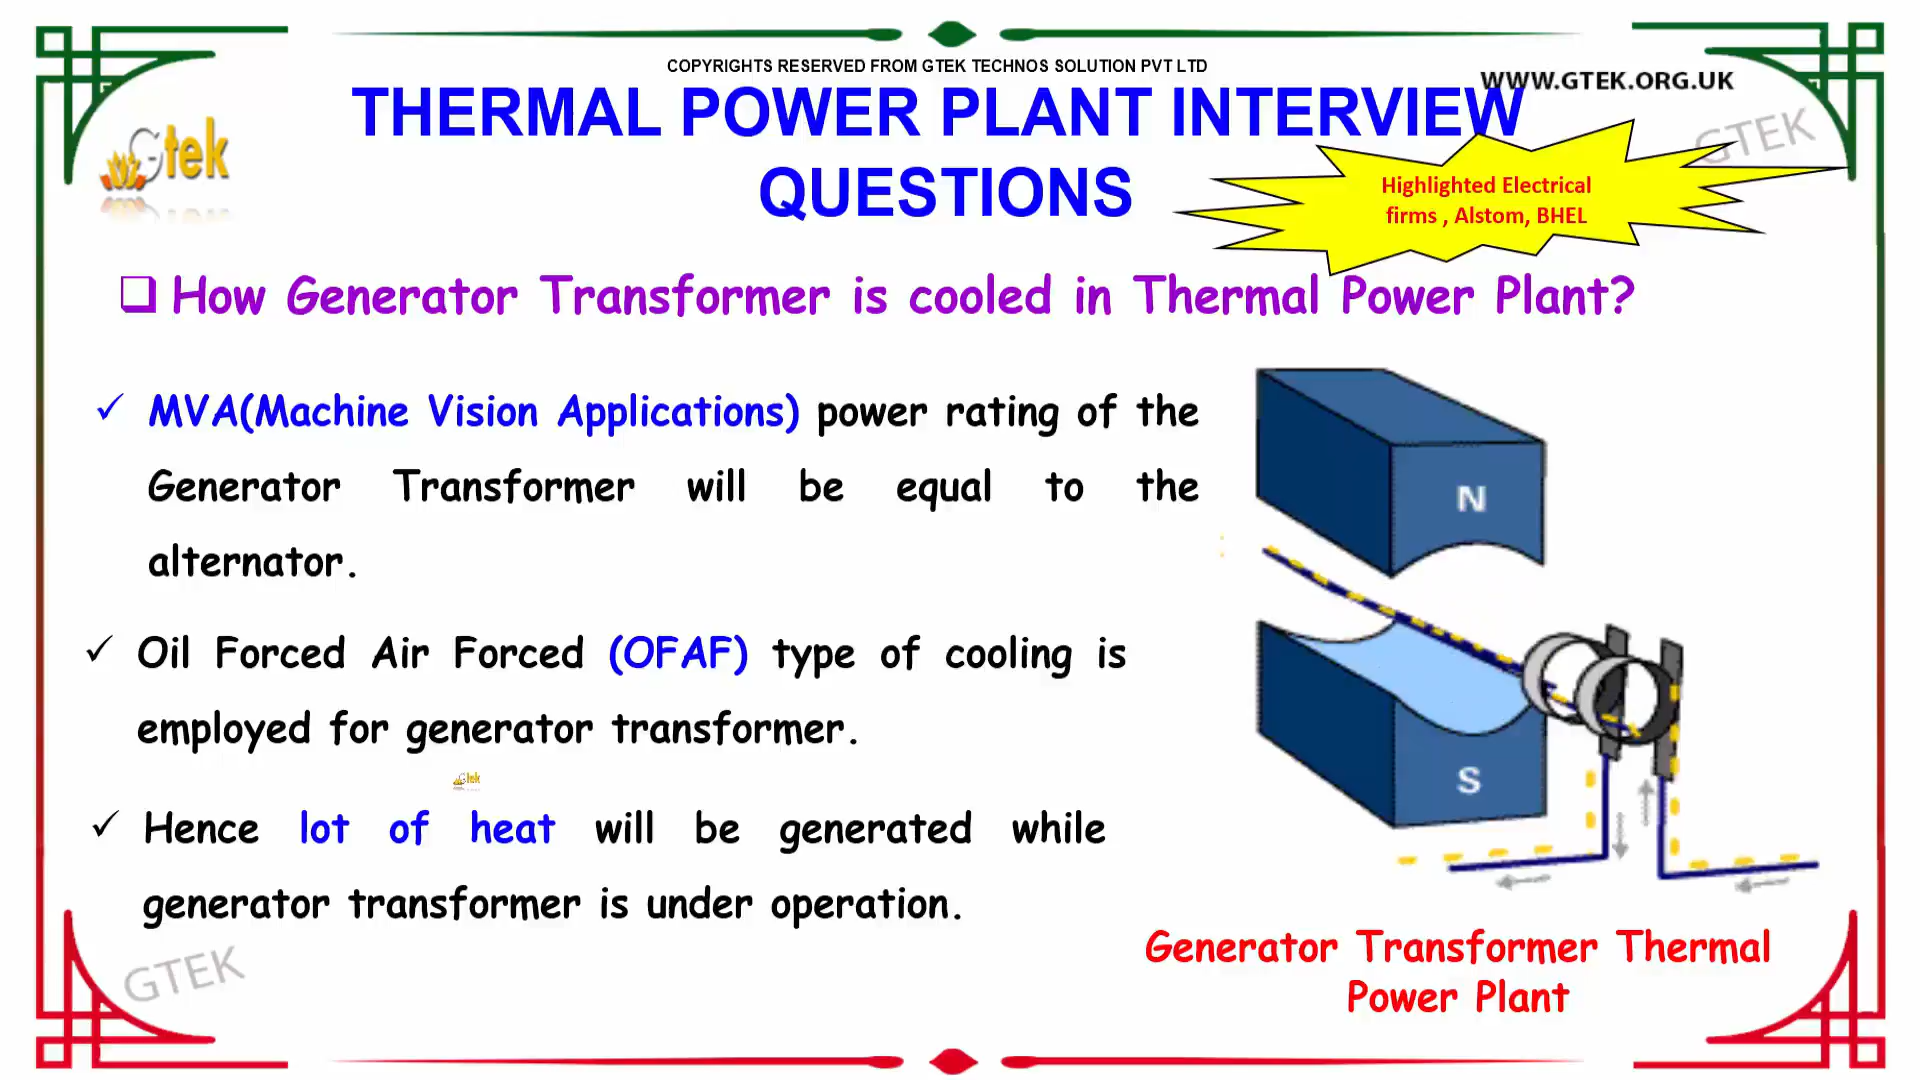 COPYRIGHTS RESERVED FROM GTEK TECHNOS SOLUTION PVT LTD
WWW.GTEK.ORG.UK
THERMAL POWER PLANT INTERVIEW
QUESTIONS
GTEK
Gtek
Highlighted Electrical
firms , Alstom, BHEL
How Generator Transformer is cooled in Thermal Power Plant?
MVA(Machine Vision Applications) power rating of the
Generator Transformer will be equal to the
alternator.
Oil Forced Air Forced (OFAF) type of cooling is
employed for generator transformer.
Gtek
Hence lot of heat will be generated while
generator transformer is under operation.
N
S
GTEK
Generator Transformer Thermal
Power Plant